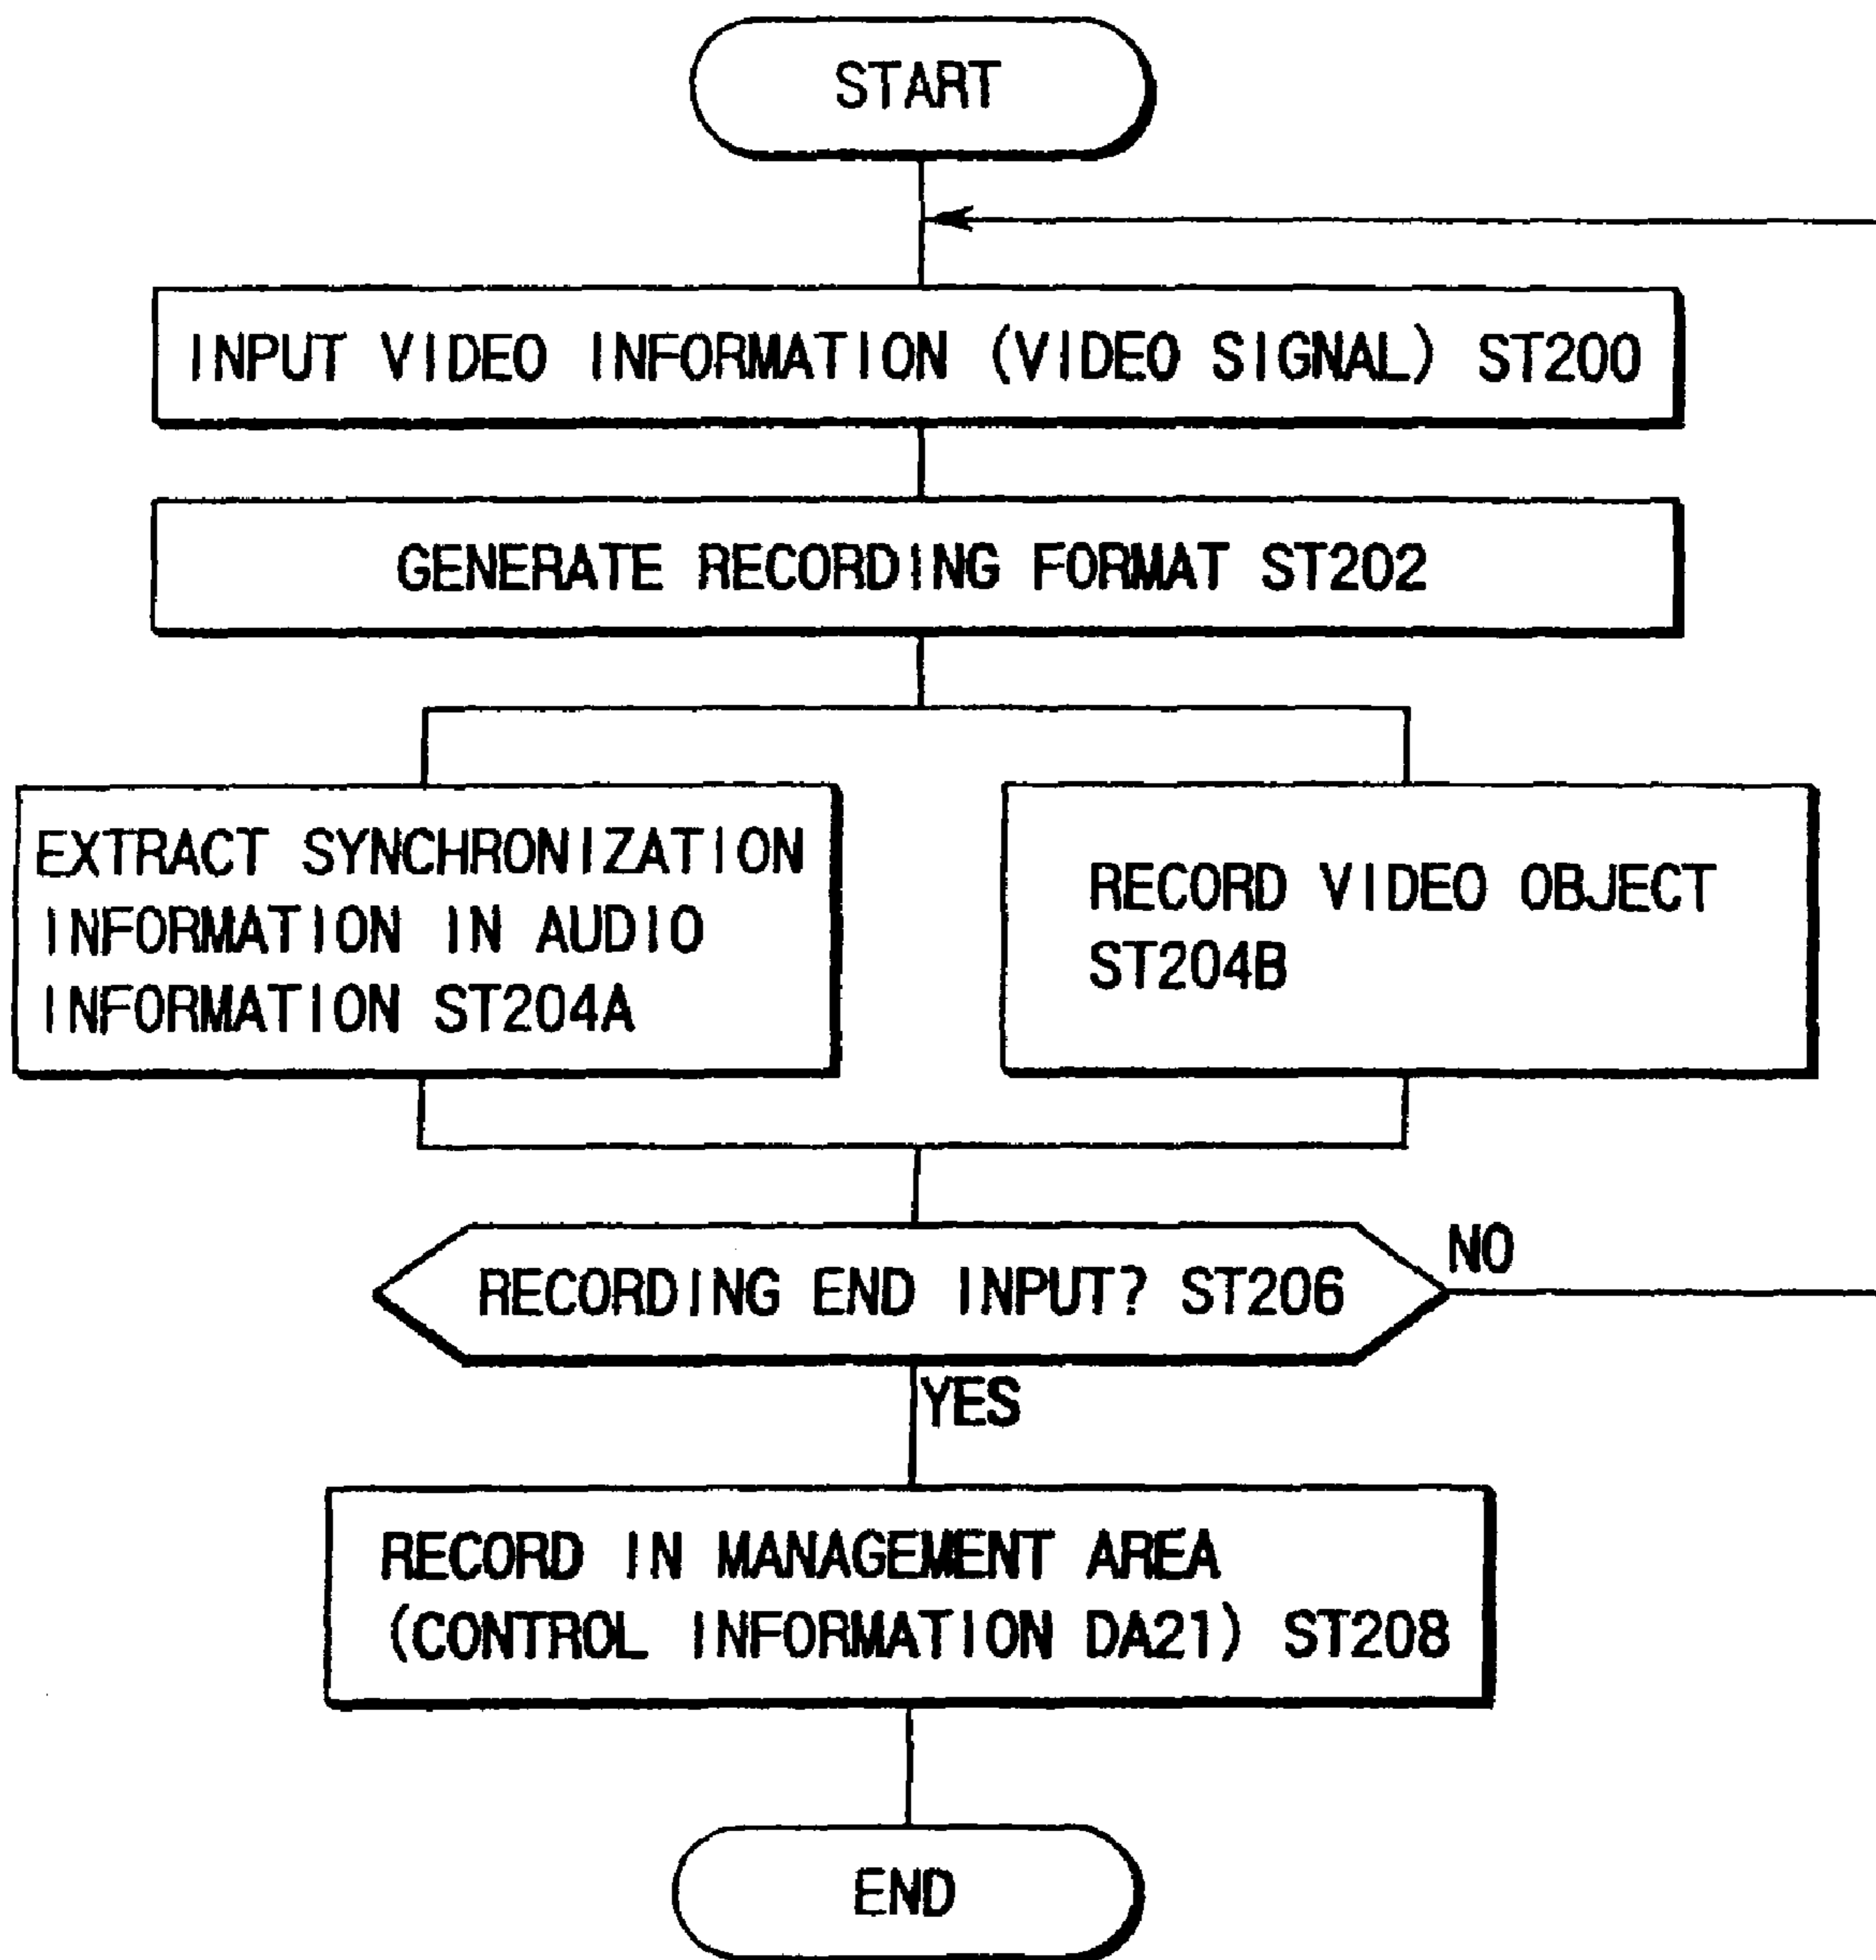 START
INPUT VIDEO INFORMATION (VIDEO SIGNAL) ST200
GENERATE RECORDING FORMAT ST202
EXTRACT SYNCHRONIZATION
INFORMATION IN AUDIO
INFORMATION ST204A
RECORD VIDEO OBJECT
ST204B
RECORDING END INPUT? ST206
NO
YES
RECORD IN MANAGEMENT AREA
(CONTROL INFORMATION DA21) ST208
END